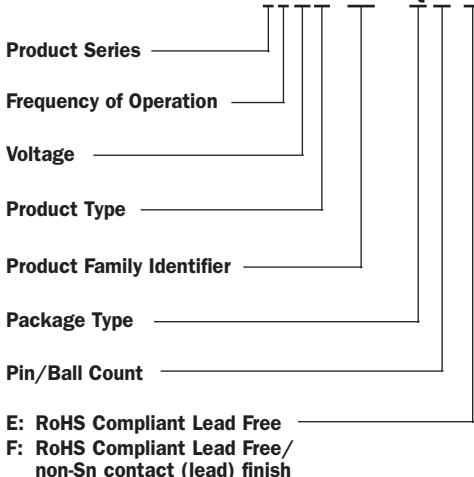 Product Series
Frequency of Operation
Voltage
Product Type
Product Family Identifier
Package Type
Pin/Ball Count
E: RoHS Compliant Lead Free
F: RoHS Compliant Lead Free/
non-Sn contact (lead) finish